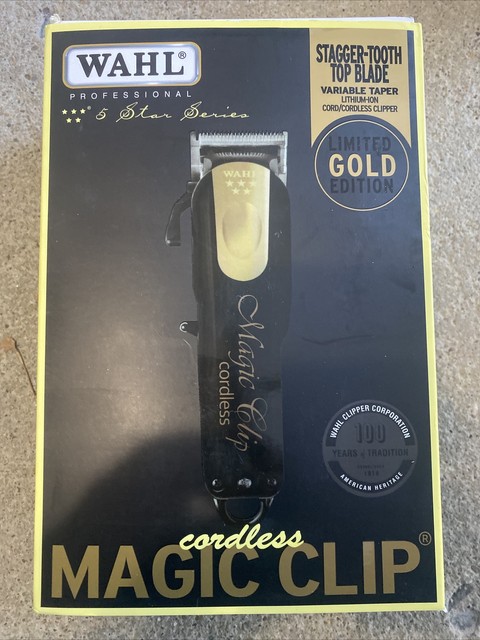 WAHL®
PROFESSIONAL
5 Star Series
STAGGER-TOOTH
TOP BLADE
VARIABLE TAPER
LITHIUM-ION
CORD/CORDLESS CLIPPER
LIMITED
GOLD
EDITION
WAHL
Magic Clip
cordless
WAHL CLIPPER CORPORATION
100
YEARS of TRADITION
AMERICAN HERITAGE
cordless
MAGIC CLIP®